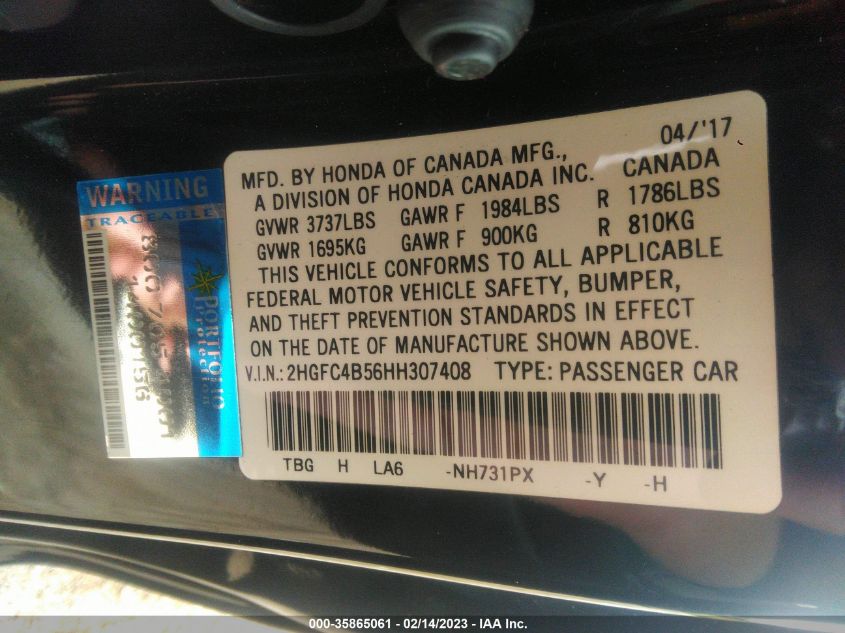 04/'17
MFD. BY HONDA OF CANADA MFG.,
A DIVISION OF HONDA CANADA INC. CANADA
GVWR 3737LBS GAWR F 1984LBS R 1786LBS
GVWR 1695KG GAWR F 900KG R 810KG
THIS VEHICLE CONFORMS TO ALL APPLICABLE
FEDERAL MOTOR VEHICLE SAFETY, BUMPER,
AND THEFT PREVENTION STANDARDS IN EFFECT
ON THE DATE OF MANUFACTURE SHOWN ABOVE.
V.I.N.: 2HGFC4B56HH307408 TYPE: PASSENGER CAR
TBG H LA6 -NH731PX -Y -H
WARNING
TRACEABLE
PORTFOLIO
Protection
000-35865061 - 02/14/2023 - IAA Inc.